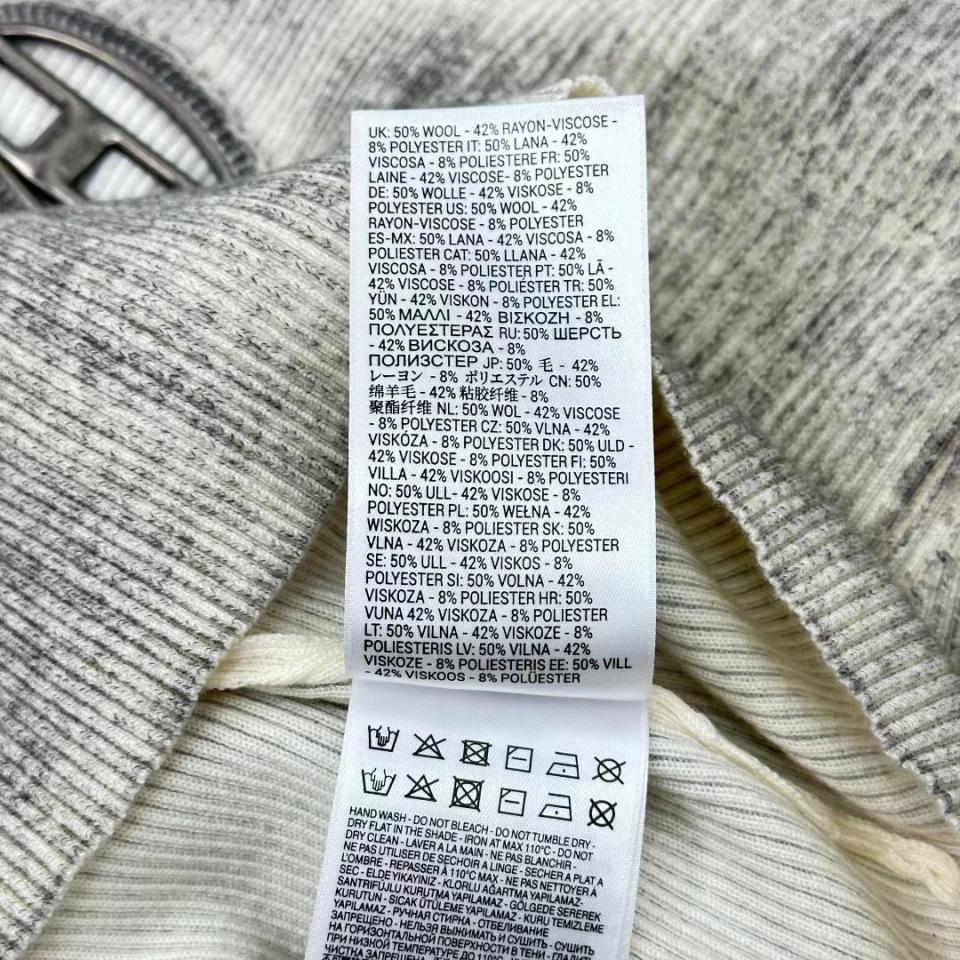 UK: 50% WOOL - 42% RAYON-VISCOSE -
8% POLYESTER IT: 50% LANA - 42%
VISCOSA - 8% POLIESTERE FR: 50%
LAINE - 42% VISCOSE- 8% POLYESTER
DE: 50% WOLLE - 42% VISKOSE - 8%
POLYESTER US: 50% WOOL - 42%
RAYON-VISCOSE - 8% POLYESTER
ES-MX: 50% LANA - 42% VISCOSA - 8%
POLIESTER CAT: 50% LLANA - 42%
VISCOSA - 8% POLIESTER PT: 50% LÃ -
42% VISCOSE - 8% POLIÉSTER TR: 50%
YÜN - 42% VISKON - 8% POLYESTER EL:
50% ΜΑΛΛΙ - 42% ΒΙΣΚΟΖΗ - 8%
ΠΟΛΥΕΣΤΕΡΑΣ RU: 50% ШЕРСТЬ
- 42% ВИСКОЗА - 8%
ПОЛИЗСТЕР JP: 50% 毛 - 42%
レーヨン - 8% ポリエステル CN: 50%
绵羊毛 - 42% 粘胶纤维 - 8%
聚酯纤维 NL: 50% WOL - 42% VISCOSE
- 8% POLYESTER CZ: 50% VLNA - 42%
VISKÓZA - 8% POLYESTER DK: 50% ULD -
42% VISKOSE - 8% POLYESTER FI: 50%
VILLA - 42% VISKOOSI - 8% POLYESTERI
NO: 50% ULL- 42% VISKOSE - 8%
POLYESTER PL: 50% WEŁNA - 42%
WISKOZA - 8% POLIESTER SK: 50%
VLNA - 42% VISKOZA - 8% POLYESTER
SE: 50% ULL - 42% VISKOS - 8%
POLYESTER SI: 50% VOLNA - 42%
VISKOZA - 8% POLIESTER HR: 50%
VUNA 42% VISKOZA - 8% POLIESTER
LT: 50% VILNA - 42% VISKOZE - 8%
POLIESTERIS LV: 50% VILNA - 42%
VISKOZE - 8% POLIESTERIS EE: 50% VILL
- 42% VISKOOS - 8% POLÜESTER
HAND WASH - DO NOT BLEACH - DO NOT TUMBLE DRY -
DRY FLAT IN THE SHADE - IRON AT MAX 110°C - DO NOT
DRY CLEAN - LAVER A LA MAIN - NE PAS BLANCHIR -
NE PAS UTILISER DE SECHOIR A LINGE - SECHER A PLAT A
L'OMBRE - REPASSER À 110°C MAX - NE PAS NETTOYER À
SEC - ELDE YIKAYINIZ - KLORLU AĞARTMA YAPILAMAZ-
SANTRIFÜJLU KURUTMA YAPILAMAZ - GÖLGEDE SEREREK
KURUTUN - SICAK ÜTÜLEME YAPILAMAZ - KURU TEMIZLEME
YAPILAMAZ - РУЧНАЯ СТИРКА - ОТБЕЛИВАНИЕ
ЗАПРЕЩЕНО - НЕЛЬЗЯ ВЫЖИМАТЬ И СУШИТЬ - СУШИТЬ
НА ГОРИЗОНТАЛЬНОЙ ПОВЕРХНОСТИ В ТЕНИ - ГЛАДИТЬ
ПРИ НИЗКОЙ ТЕМПЕРАТУРЕ ДО 110°C -
ЧИСТКА ЗАПРЕЩЕНА -